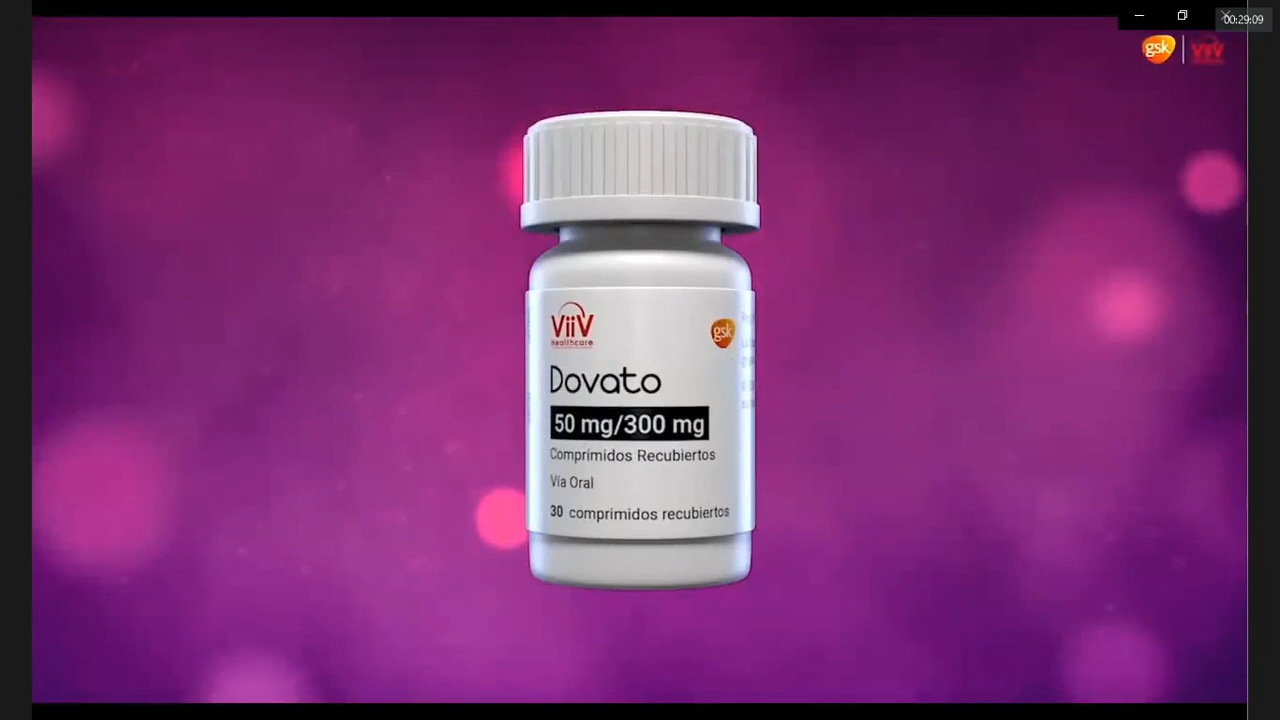 00:29:09
gsk
ViiV
ViiV
Healthcare
gsk
Dovato
50 mg/300 mg
Comprimidos Recubiertos
Vía Oral
30 comprimidos recubiertos